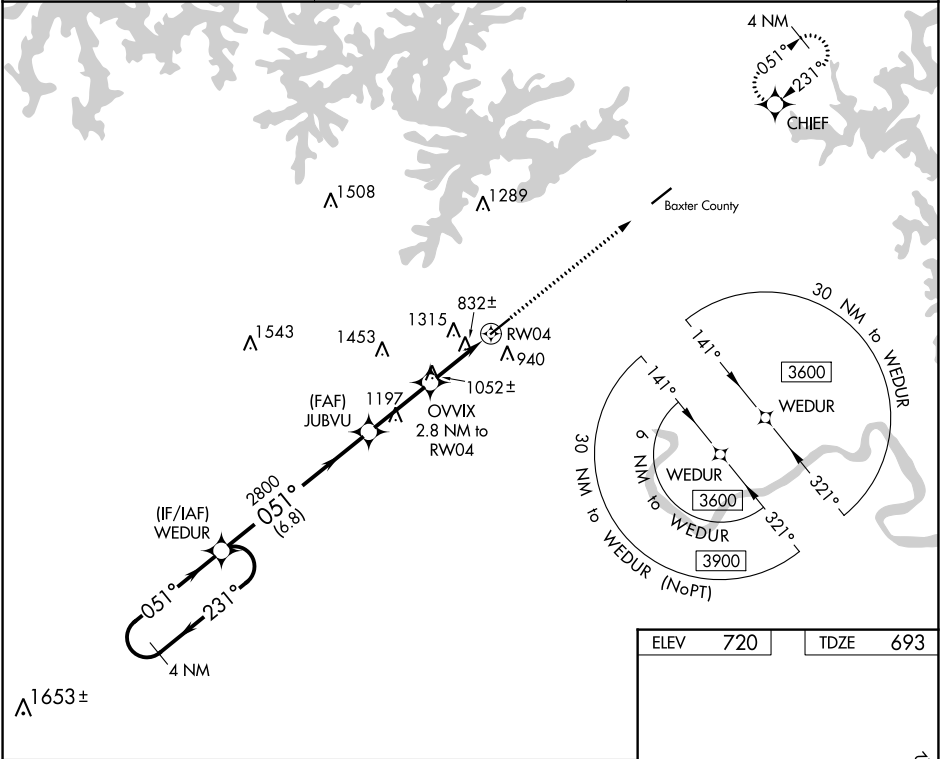 4 NM
051°
231°
CHIEF
1508
1289
Baxter County
832±
1543
1453
1315
RW04
940
1052±
(FAF)
JUBVU
1197
OVVIX
2.8 NM to
RW04
2800
051°
(6.8)
(IF/IAF)
WEDUR
051°
231°
4 NM
1653±
30 NM to WEDUR
141°
3600
WEDUR
321°
141°
WEDUR
3600
6 NM to WEDUR
321°
3900
30 NM to WEDUR (NoPT)
ELEV 720
TDZE 693